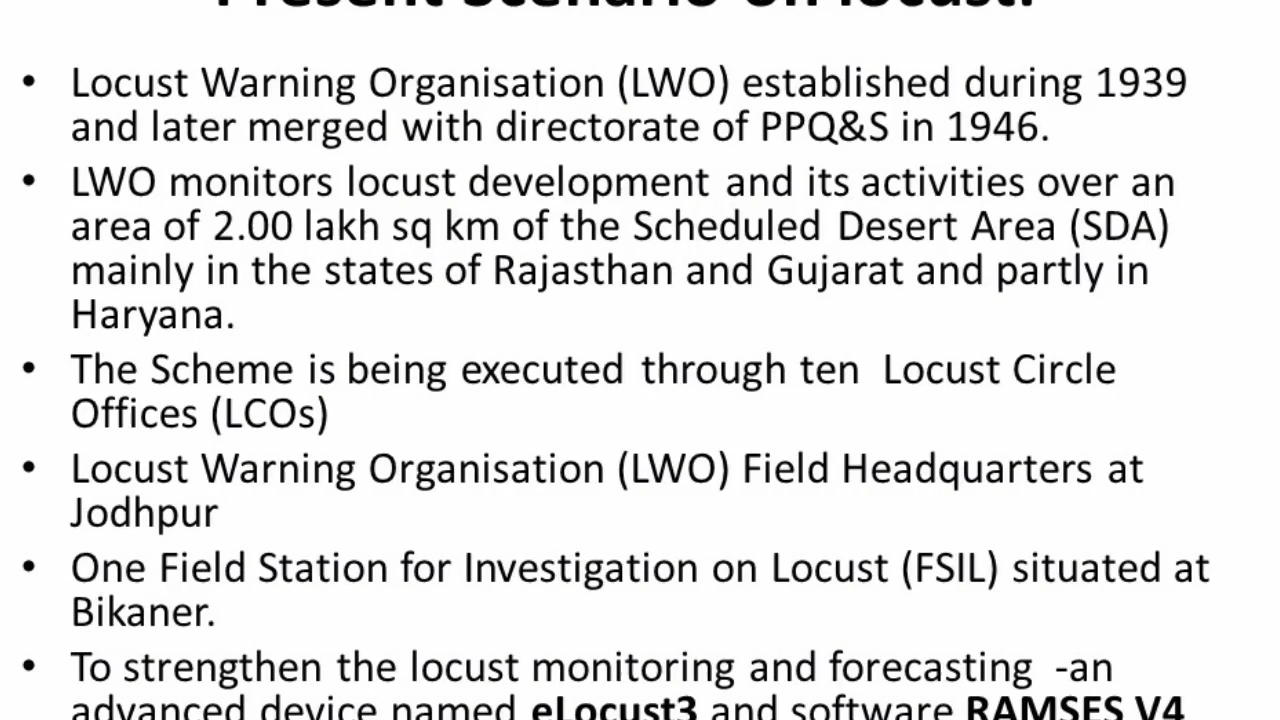 Present Scenario on locust:
• Locust Warning Organisation (LWO) established during 1939
and later merged with directorate of PPQ&S in 1946.
• LWO monitors locust development and its activities over an
area of 2.00 lakh sq km of the Scheduled Desert Area (SDA)
mainly in the states of Rajasthan and Gujarat and partly in
Haryana.
• The Scheme is being executed through ten Locust Circle
Offices (LCOs)
• Locust Warning Organisation (LWO) Field Headquarters at
Jodhpur
• One Field Station for Investigation on Locust (FSIL) situated at
Bikaner.
• To strengthen the locust monitoring and forecasting -an
advanced device named eLocust3 and software RAMSES V4